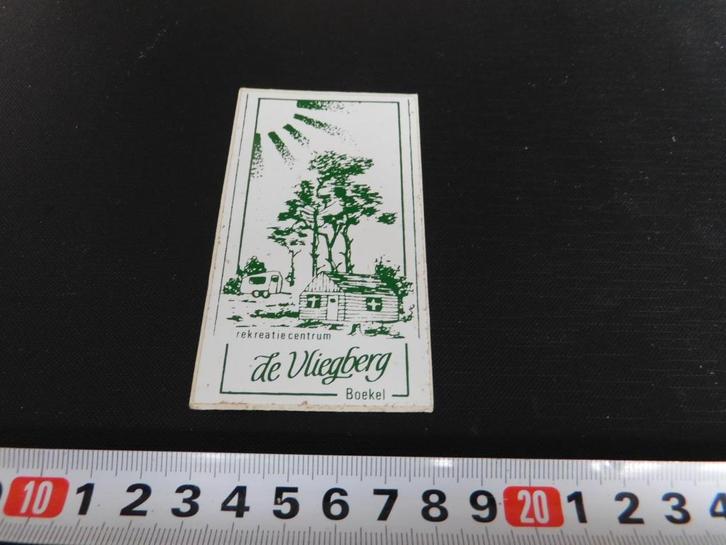 rekreatiecentrum
de Vliegberg
Boekel
10 1 2 3 4 5 6 7 8 9 20 1 2 3 4